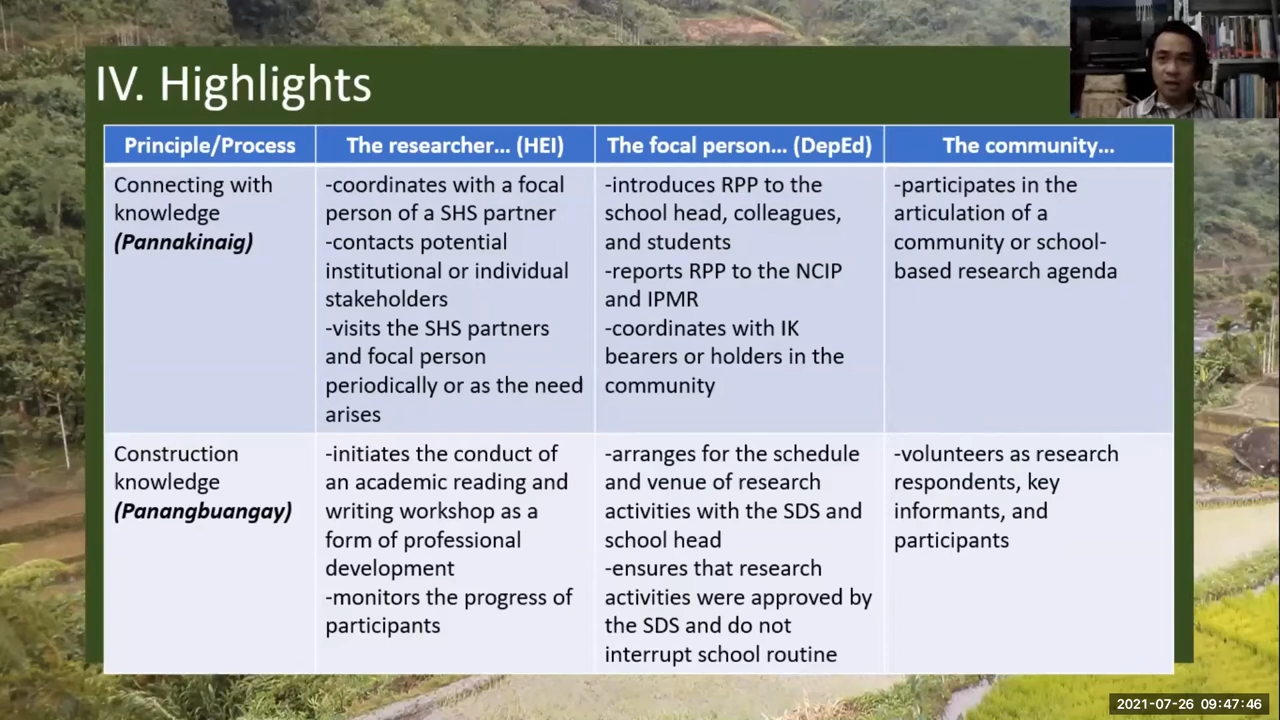 IV. Highlights
Principle/Process
The researcher... (HEI)
The focal person... (DepEd)
The community...
Connecting with
knowledge
(Pannakinaig)
-coordinates with a focal
person of a SHS partner
-contacts potential
institutional or individual
stakeholders
-visits the SHS partners
and focal person
periodically or as the need
arises
-introduces RPP to the
school head, colleagues,
and students
-reports RPP to the NCIP
and IPMR
-coordinates with IK
bearers or holders in the
community
-participates in the
articulation of a
community or school-
based research agenda
Construction
knowledge
(Panangbuangay)
-initiates the conduct of
an academic reading and
writing workshop as a
form of professional
development
-monitors the progress of
participants
-arranges for the schedule
and venue of research
activities with the SDS and
school head
-ensures that research
activities were approved by
the SDS and do not
interrupt school routine
-volunteers as research
respondents, key
informants, and
participants
2021-07-26 09:47:46